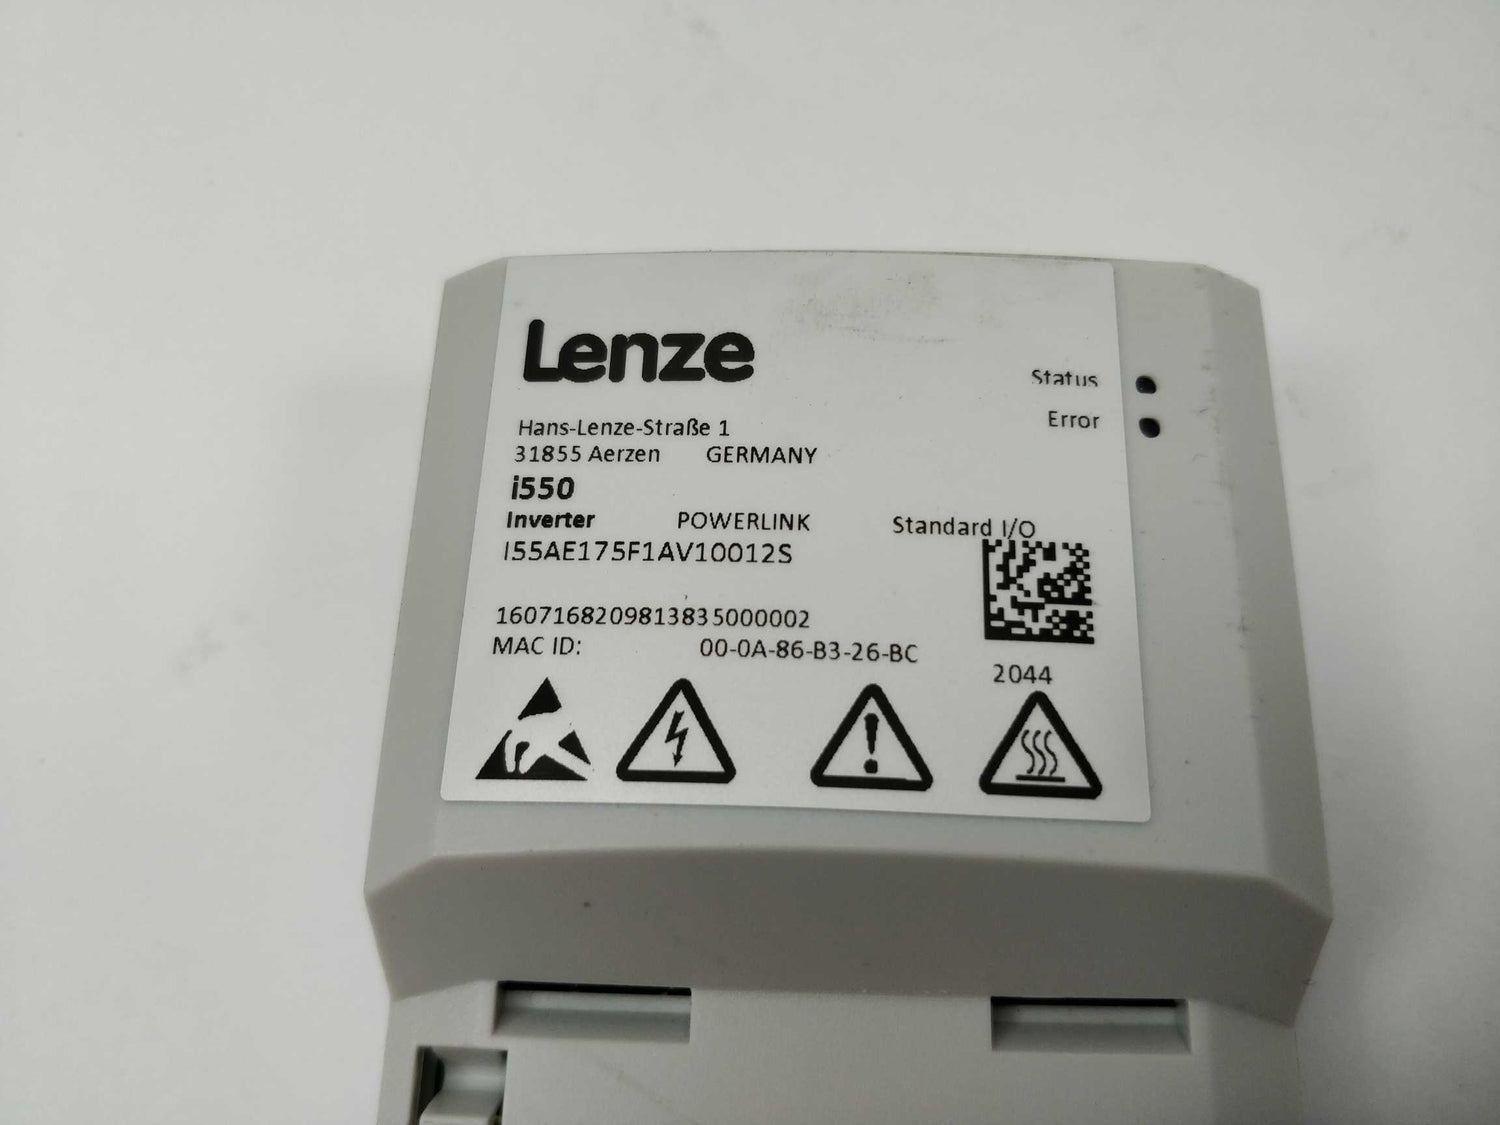 Lenze
Status
Error
Hans-Lenze-Straße 1
31855 Aerzen GERMANY
i550
Inverter POWERLINK Standard I/O
I55AE175F1AV10012S
1607168209813835000002
MAC ID: 00-0A-86-B3-26-BC
2044